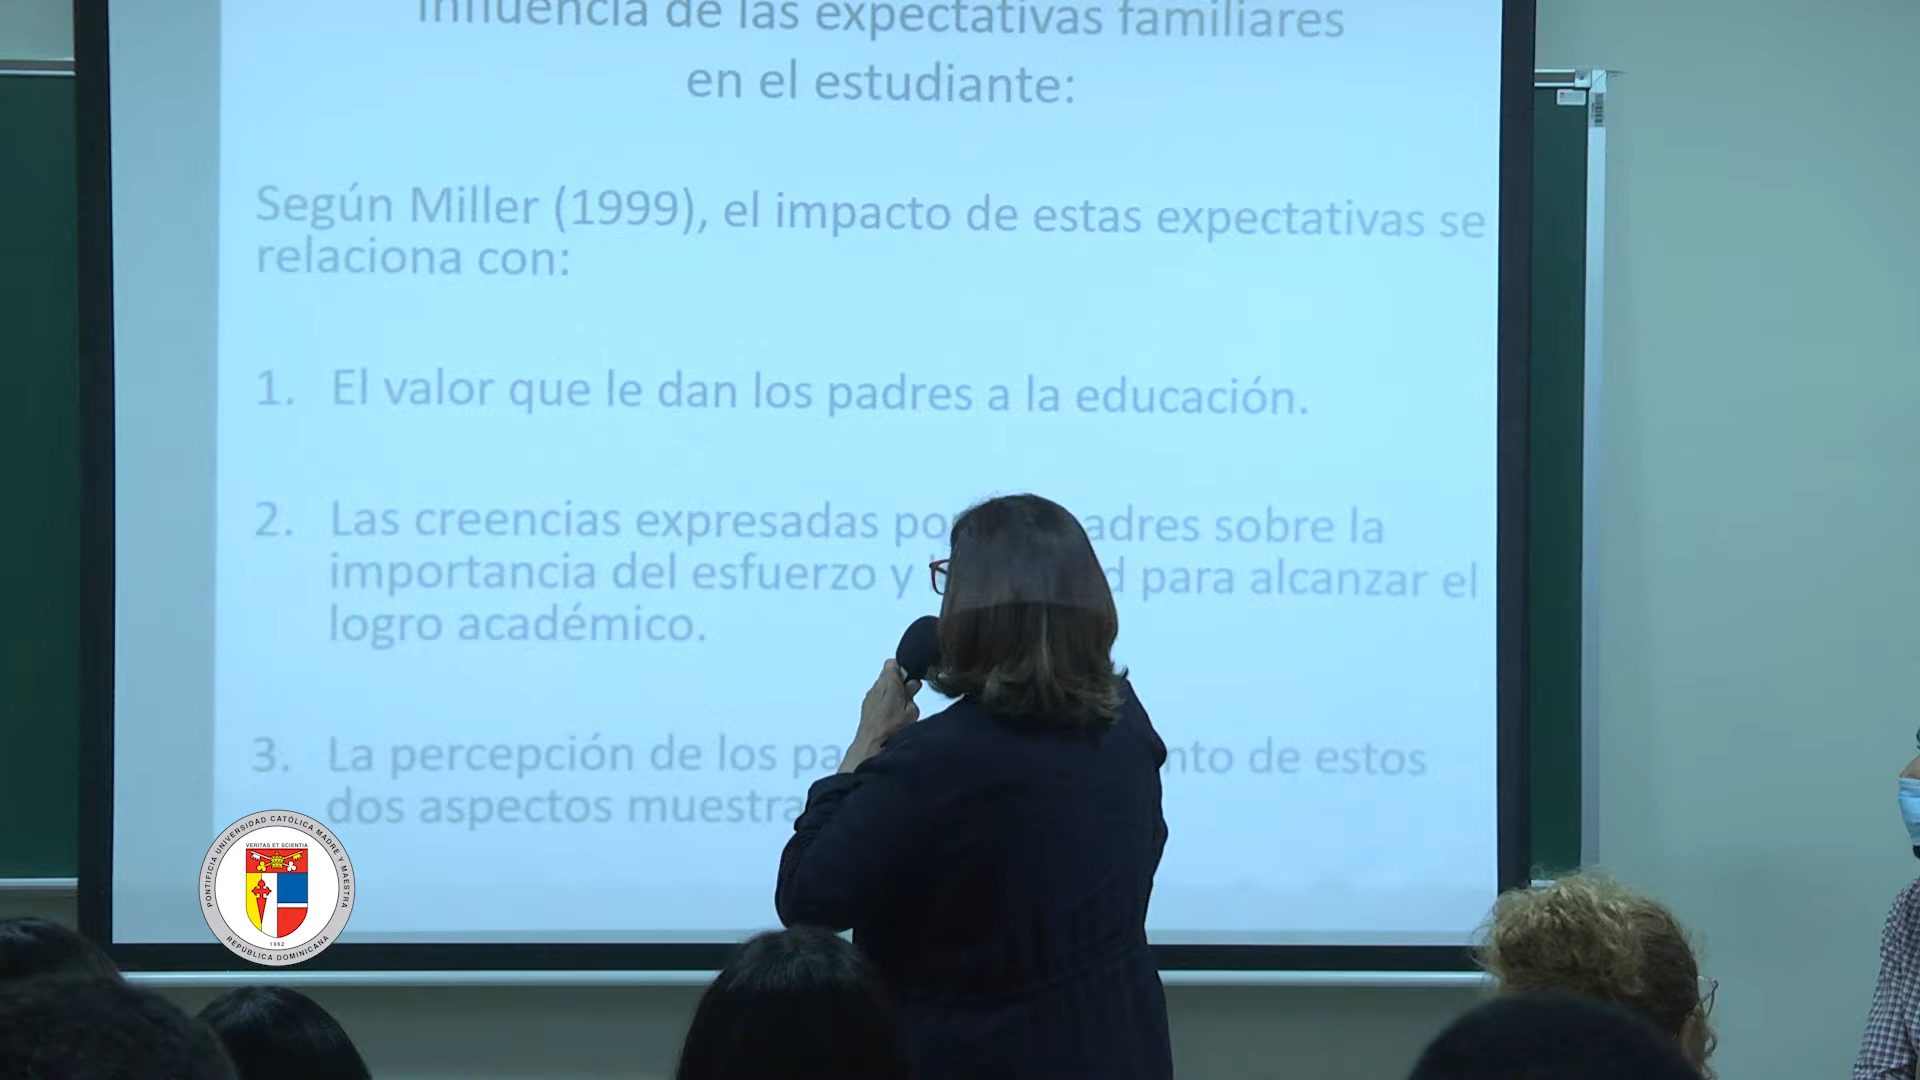 Influencia de las expectativas familiares
en el estudiante:
Según Miller (1999), el impacto de estas expectativas se
relaciona con:
1. El valor que le dan los padres a la educación.
2. Las creencias expresadas por adres sobre la
importancia del esfuerzo y d para alcanzar el
logro académico.
3. La percepción de los pa nto de estos
dos aspectos muestra
PONTIFICIA UNIVERSIDAD CATÓLICA MADRE Y MAESTRA
VERITAS ET SCIENTIA
1962
REPÚBLICA DOMINICANA